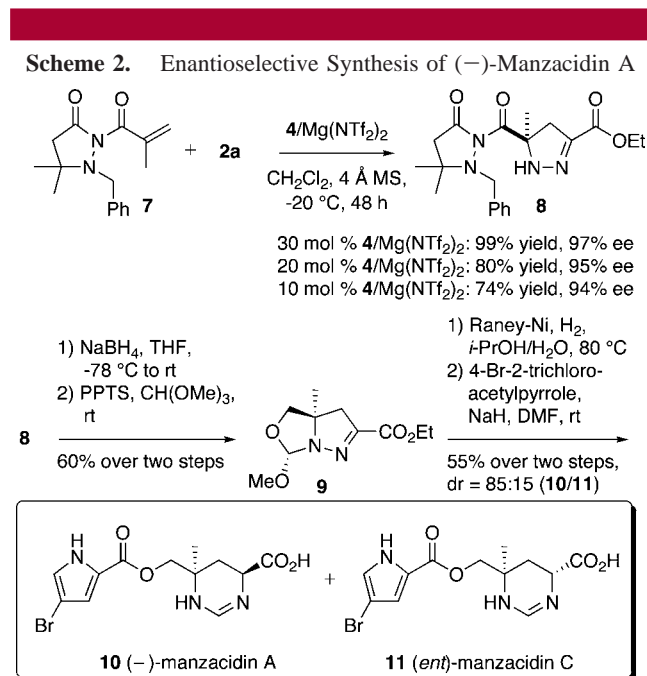 Scheme 2. Enantioselective Synthesis of (−)-Manzacidin A
O O N N Ph 7
+ 2a
4/Mg(NTf2)2
CH2Cl2, 4 Å MS,
-20 °C, 48 h
O O N N Ph HN N O OEt 8
30 mol % 4/Mg(NTf2)2: 99% yield, 97% ee
20 mol % 4/Mg(NTf2)2: 80% yield, 95% ee
10 mol % 4/Mg(NTf2)2: 74% yield, 94% ee
8
1) NaBH4, THF,
-78 °C to rt
2) PPTS, CH(OMe)3,
rt
60% over two steps
O N N CO2Et
MeO 9
1) Raney-Ni, H2,
i-PrOH/H2O, 80 °C
2) 4-Br-2-trichloro-
acetylpyrrole,
NaH, DMF, rt
55% over two steps,
dr = 85:15 (10/11)
H N O O CO2H HN N Br
+
H N O O CO2H HN N Br
10 (−)-manzacidin A
11 (ent)-manzacidin C